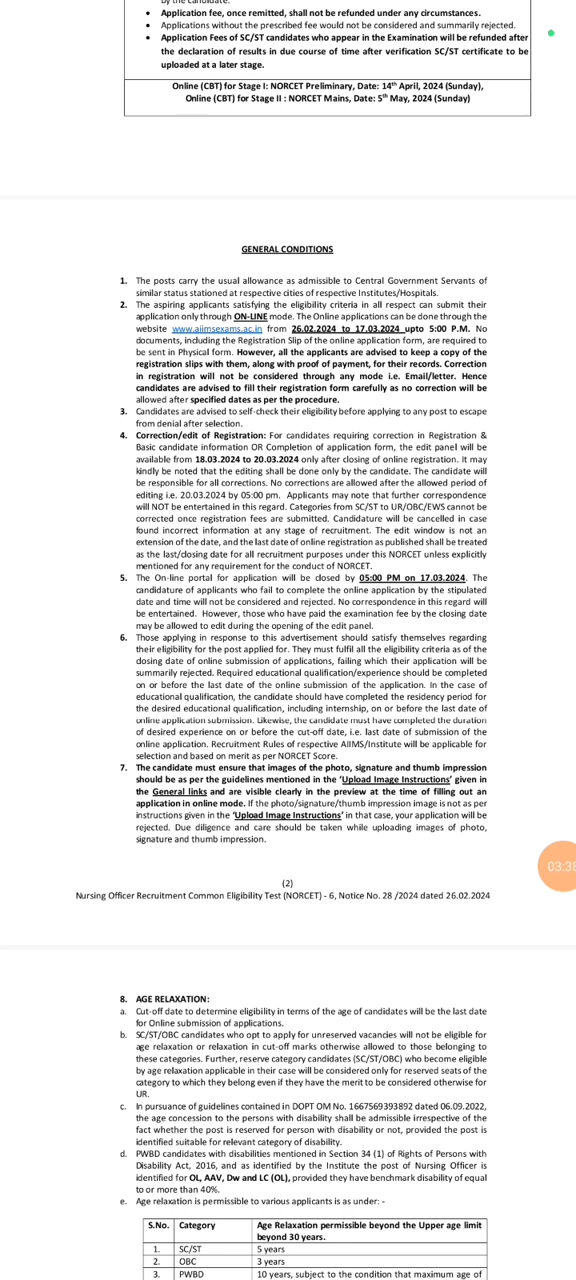 by the candidate.
• Application fee, once remitted, shall not be refunded under any circumstances.
• Applications without the prescribed fee would not be considered and summarily rejected.
• Application Fees of SC/ST candidates who appear in the Examination will be refunded after
the declaration of results in due course of time after verification SC/ST certificate to be
uploaded at a later stage.
Online (CBT) for Stage I: NORCET Preliminary, Date: 14th April, 2024 (Sunday),
Online (CBT) for Stage II : NORCET Mains, Date: 5th May, 2024 (Sunday)
GENERAL CONDITIONS
1. The posts carry the usual allowance as admissible to Central Government Servants of
similar status stationed at respective cities of respective Institutes/Hospitals.
2. The aspiring applicants satisfying the eligibility criteria in all respect can submit their
application only through ON-LINE mode. The Online applications can be done through the
website www.aiimsexams.ac.in from 26.02.2024 to 17.03.2024 upto 5:00 P.M. No
documents, including the Registration Slip of the online application form, are required to
be sent in Physical form. However, all the applicants are advised to keep a copy of the
registration slips with them, along with proof of payment, for their records. Correction
in registration will not be considered through any mode i.e. Email/letter. Hence
candidates are advised to fill their registration form carefully as no correction will be
allowed after specified dates as per the procedure.
3. Candidates are advised to self-check their eligibility before applying to any post to escape
from denial after selection.
4. Correction/edit of Registration: For candidates requiring correction in Registration &
Basic candidate information OR Completion of application form, the edit panel will be
available from 18.03.2024 to 20.03.2024 only after closing of online registration. It may
kindly be noted that the editing shall be done only by the candidate. The candidate will
be responsible for all corrections. No corrections are allowed after the allowed period of
editing i.e. 20.03.2024 by 05:00 pm. Applicants may note that further correspondence
will NOT be entertained in this regard. Categories from SC/ST to UR/OBC/EWS cannot be
corrected once registration fees are submitted. Candidature will be cancelled in case
found incorrect information at any stage of recruitment. The edit window is not an
extension of the date, and the last date of online registration as published shall be treated
as the last/closing date for all recruitment purposes under this NORCET unless explicitly
mentioned for any requirement for the conduct of NORCET.
5. The On-line portal for application will be closed by 05:00 PM on 17.03.2024. The
candidature of applicants who fail to complete the online application by the stipulated
date and time will not be considered and rejected. No correspondence in this regard will
be entertained. However, those who have paid the examination fee by the closing date
may be allowed to edit during the opening of the edit panel.
6. Those applying in response to this advertisement should satisfy themselves regarding
their eligibility for the post applied for. They must fulfil all the eligibility criteria as of the
closing date of online submission of applications, failing which their application will be
summarily rejected. Required educational qualification/experience should be completed
on or before the last date of the online submission of the application. In the case of
educational qualification, the candidate should have completed the residency period for
the desired educational qualification, including internship, on or before the last date of
online application submission. Likewise, the candidate must have completed the duration
of desired experience on or before the cut-off date, i.e. last date of submission of the
online application. Recruitment Rules of respective AIIMS/Institute will be applicable for
selection and based on merit as per NORCET Score.
7. The candidate must ensure that images of the photo, signature and thumb impression
should be as per the guidelines mentioned in the 'Upload Image Instructions' given in
the General links and are visible clearly in the preview at the time of filling out an
application in online mode. If the photo/signature/thumb impression image is not as per
instructions given in the 'Upload Image Instructions' in that case, your application will be
rejected. Due diligence and care should be taken while uploading images of photo,
signature and thumb impression.
03:38
(2)
Nursing Officer Recruitment Common Eligibility Test (NORCET) - 6, Notice No. 28 /2024 dated 26.02.2024
8. AGE RELAXATION:
a. Cut-off date to determine eligibility in terms of the age of candidates will be the last date
for Online submission of applications.
b. SC/ST/OBC candidates who opt to apply for unreserved vacancies will not be eligible for
age relaxation or relaxation in cut-off marks otherwise allowed to those belonging to
these categories. Further, reserve category candidates (SC/ST/OBC) who become eligible
by age relaxation applicable in their case will be considered only for reserved seats of the
category to which they belong even if they have the merit to be considered otherwise for
UR.
c. In pursuance of guidelines contained in DOPT OM No. 1667569393892 dated 06.09.2022,
the age concession to the persons with disability shall be admissible irrespective of the
fact whether the post is reserved for person with disability or not, provided the post is
identified suitable for relevant category of disability.
d. PWBD candidates with disabilities mentioned in Section 34 (1) of Rights of Persons with
Disability Act, 2016, and as identified by the Institute the post of Nursing Officer is
identified for OL, AAV, Dw and LC (OL), provided they have benchmark disability of equal
to or more than 40%.
e. Age relaxation is permissible to various applicants is as under: -
S.No. Category Age Relaxation permissible beyond the Upper age limit
beyond 30 years.
1. SC/ST 5 years
2. OBC 3 years
3. PWBD 10 years, subject to the condition that maximum age of